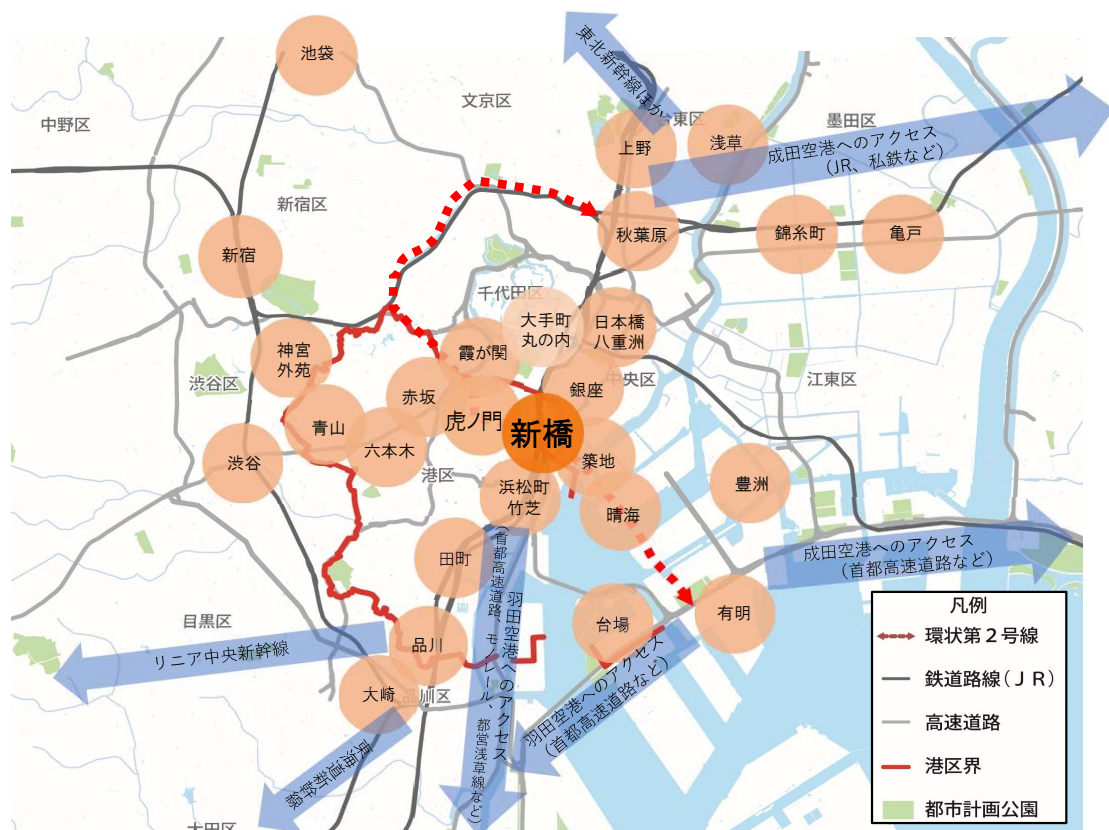 池袋
文京区
中野区
東北新幹線ほか
台東区
墨田区
上野
浅草
成田空港へのアクセス
(JR、私鉄など)
新宿区
新宿
秋葉原
錦糸町
亀戸
千代田区
大手町
丸の内
日本橋
八重洲
神宮
外苑
霞が関
渋谷区
赤坂
銀座
中央区
江東区
青山
虎ノ門
新橋
六本木
渋谷
港区
築地
浜松町
竹芝
晴海
豊洲
田町
成田空港へのアクセス
(首都高速道路など)
羽田空港へのアクセス
(首都高速道路、モノレール、都営浅草線など)
有明
台場
目黒区
品川
リニア中央新幹線
大崎
品川区
羽田空港へのアクセス
(首都高速道路など)
東海道新幹線
大田区
凡例
環状第2号線
鉄道路線(JR)
高速道路
港区界
都市計画公園